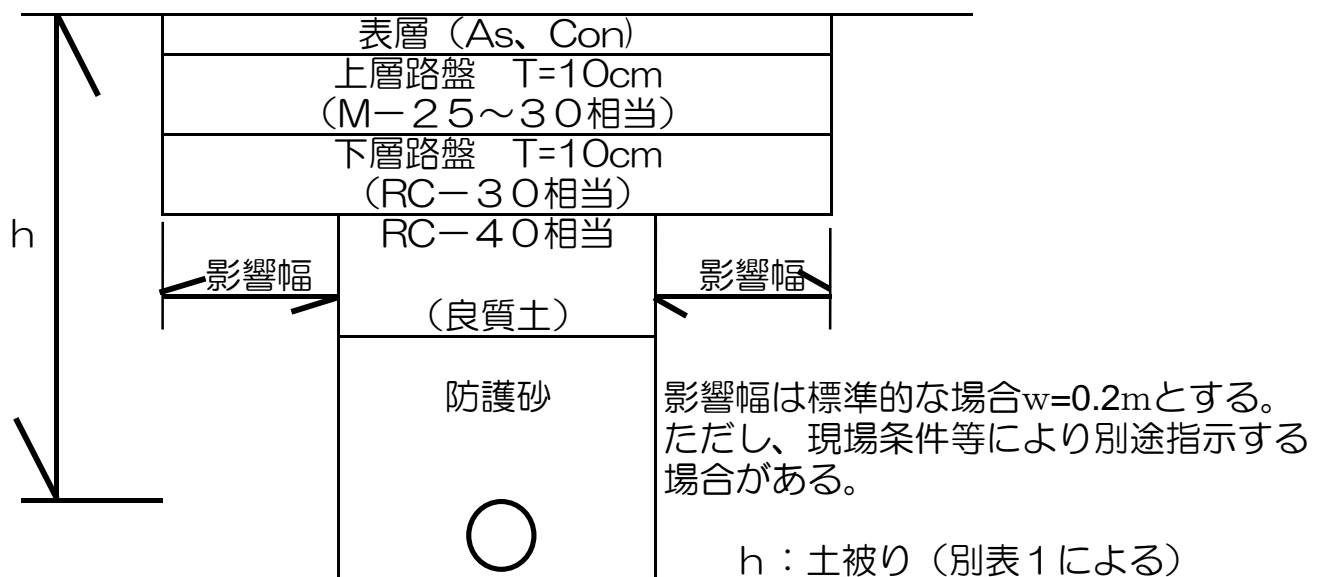 表層（As、Con)
上層路盤　T=10cm
（M－２５～３０相当）
下層路盤　T=10cm
（RC－３０相当）
RC－４０相当
h
影響幅
影響幅
（良質土）
防護砂
影響幅は標準的な場合w=0.2mとする。
ただし、現場条件等により別途指示する
場合がある。
h：土被り（別表１による）